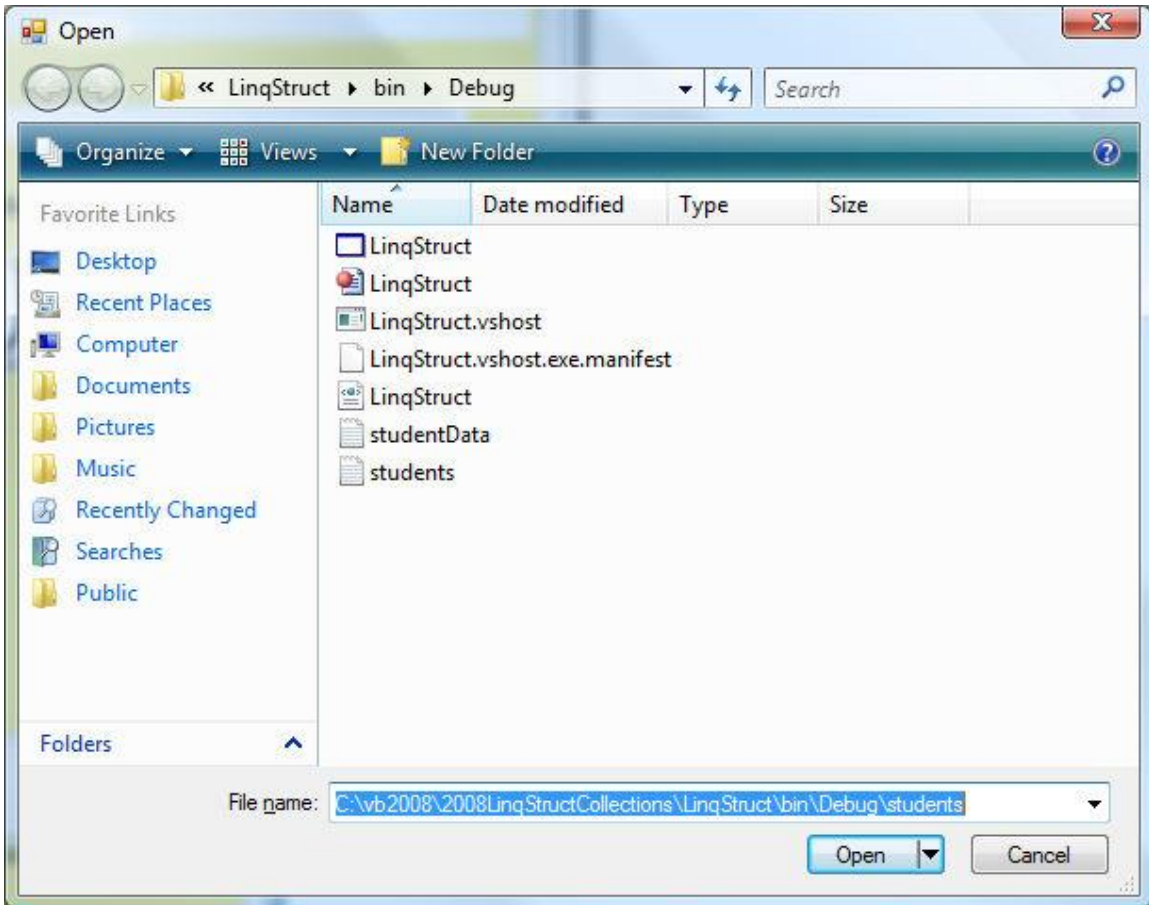 Open
« LinqStruct ▸ bin ▸ Debug
Search
Organize Views New Folder
Favorite Links
Desktop
Recent Places
Computer
Documents
Pictures
Music
Recently Changed
Searches
Public
Folders
Name Date modified Type Size
LinqStruct
LinqStruct
LinqStruct.vshost
LinqStruct.vshost.exe.manifest
LinqStruct
studentData
students
File name: C:\vb2008\2008LinqStructCollections\LinqStruct\bin\Debug\students
Open Cancel